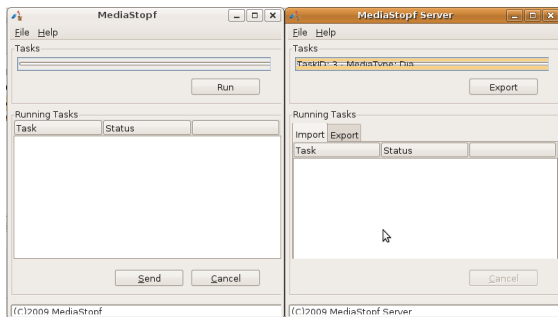 MediaStopf
File Help
Tasks
Run
Running Tasks
Task Status
Send Cancel
(C)2009 MediaStopf
MediaStopf Server
File Help
Tasks
TaskID: 3 - MediaType: Dia
Export
Running Tasks
Import Export
Task Status
Cancel
(C)2009 MediaStopf Server